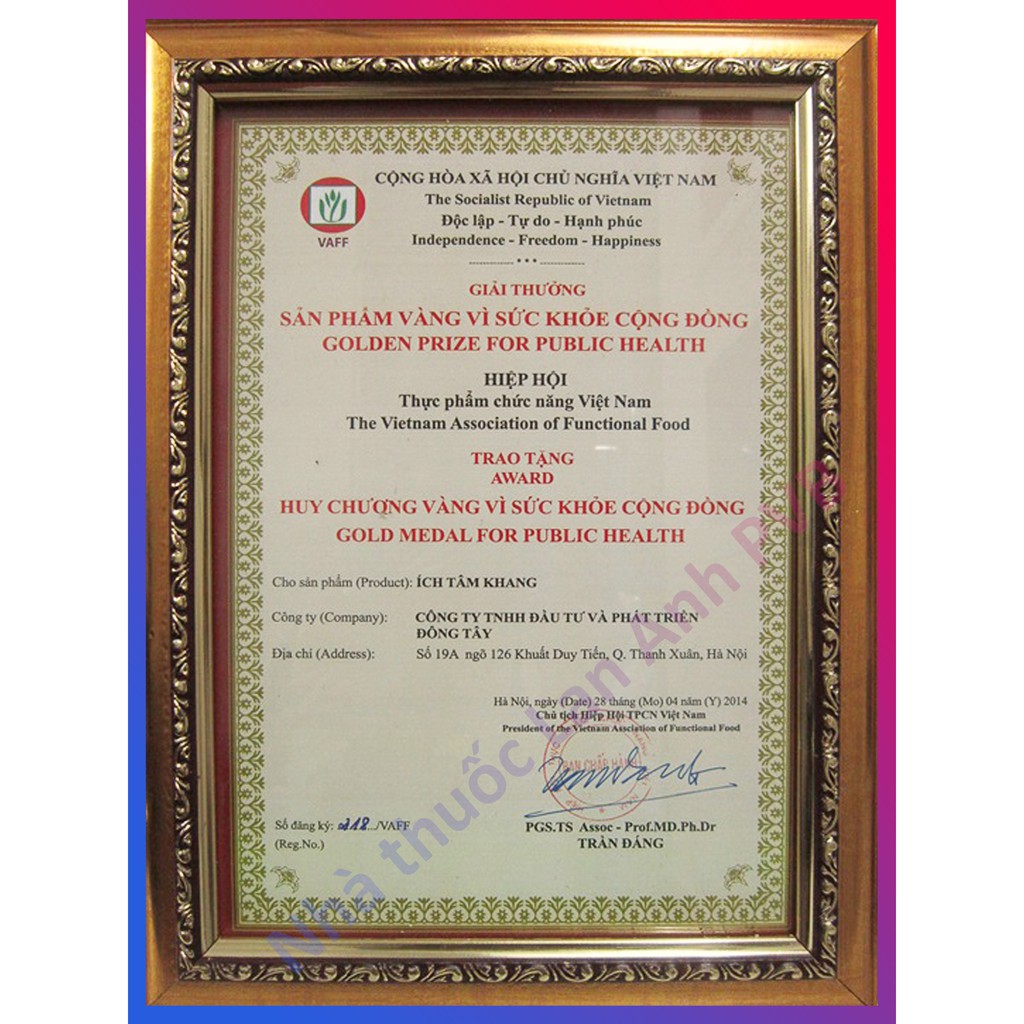 CỘNG HÒA XÃ HỘI CHỦ NGHĨA VIỆT NAM
The Socialist Republic of Vietnam
Độc lập - Tự do - Hạnh phúc
Independence - Freedom - Happiness
VAFF
GIẢI THƯỞNG
SẢN PHẨM VÀNG VÌ SỨC KHỎE CỘNG ĐỒNG
GOLDEN PRIZE FOR PUBLIC HEALTH
HIỆP HỘI
Thực phẩm chức năng Việt Nam
The Vietnam Association of Functional Food
TRAO TẶNG
AWARD
HUY CHƯƠNG VÀNG VÌ SỨC KHỎE CỘNG ĐỒNG
GOLD MEDAL FOR PUBLIC HEALTH
Cho sản phẩm (Product): ÍCH TÂM KHANG
Công ty (Company): CÔNG TY TNHH ĐẦU TƯ VÀ PHÁT TRIỂN
ĐÔNG TÂY
Địa chỉ (Address): Số 19A ngõ 126 Khuất Duy Tiến, Q. Thanh Xuân, Hà Nội
Hà Nội, ngày (Date) 28 tháng (Mo) 04 năm (Y) 2014
Chủ tịch Hiệp Hội TPCN Việt Nam
President of the Vietnam Assciation of Functional Food
BAN CHẤP HÀNH
Số đăng ký: 218.../VAFF
(Reg.No.)
PGS.TS Assoc - Prof.MD.Ph.Dr
TRẦN ĐÁNG
Nhà thuốc Lan Anh PVB